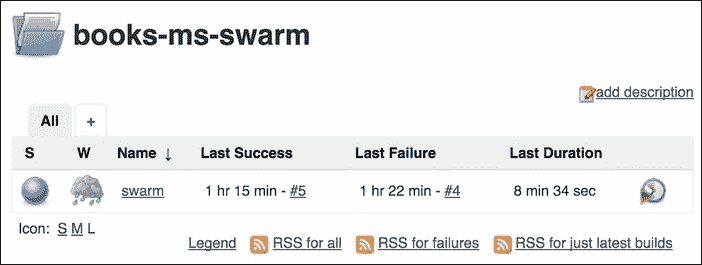 books-ms-swarm
add description
All +
S W Name ↓ Last Success Last Failure Last Duration
swarm 1 hr 15 min - #5 1 hr 22 min - #4 8 min 34 sec
Icon: S M L
Legend RSS for all RSS for failures RSS for just latest builds